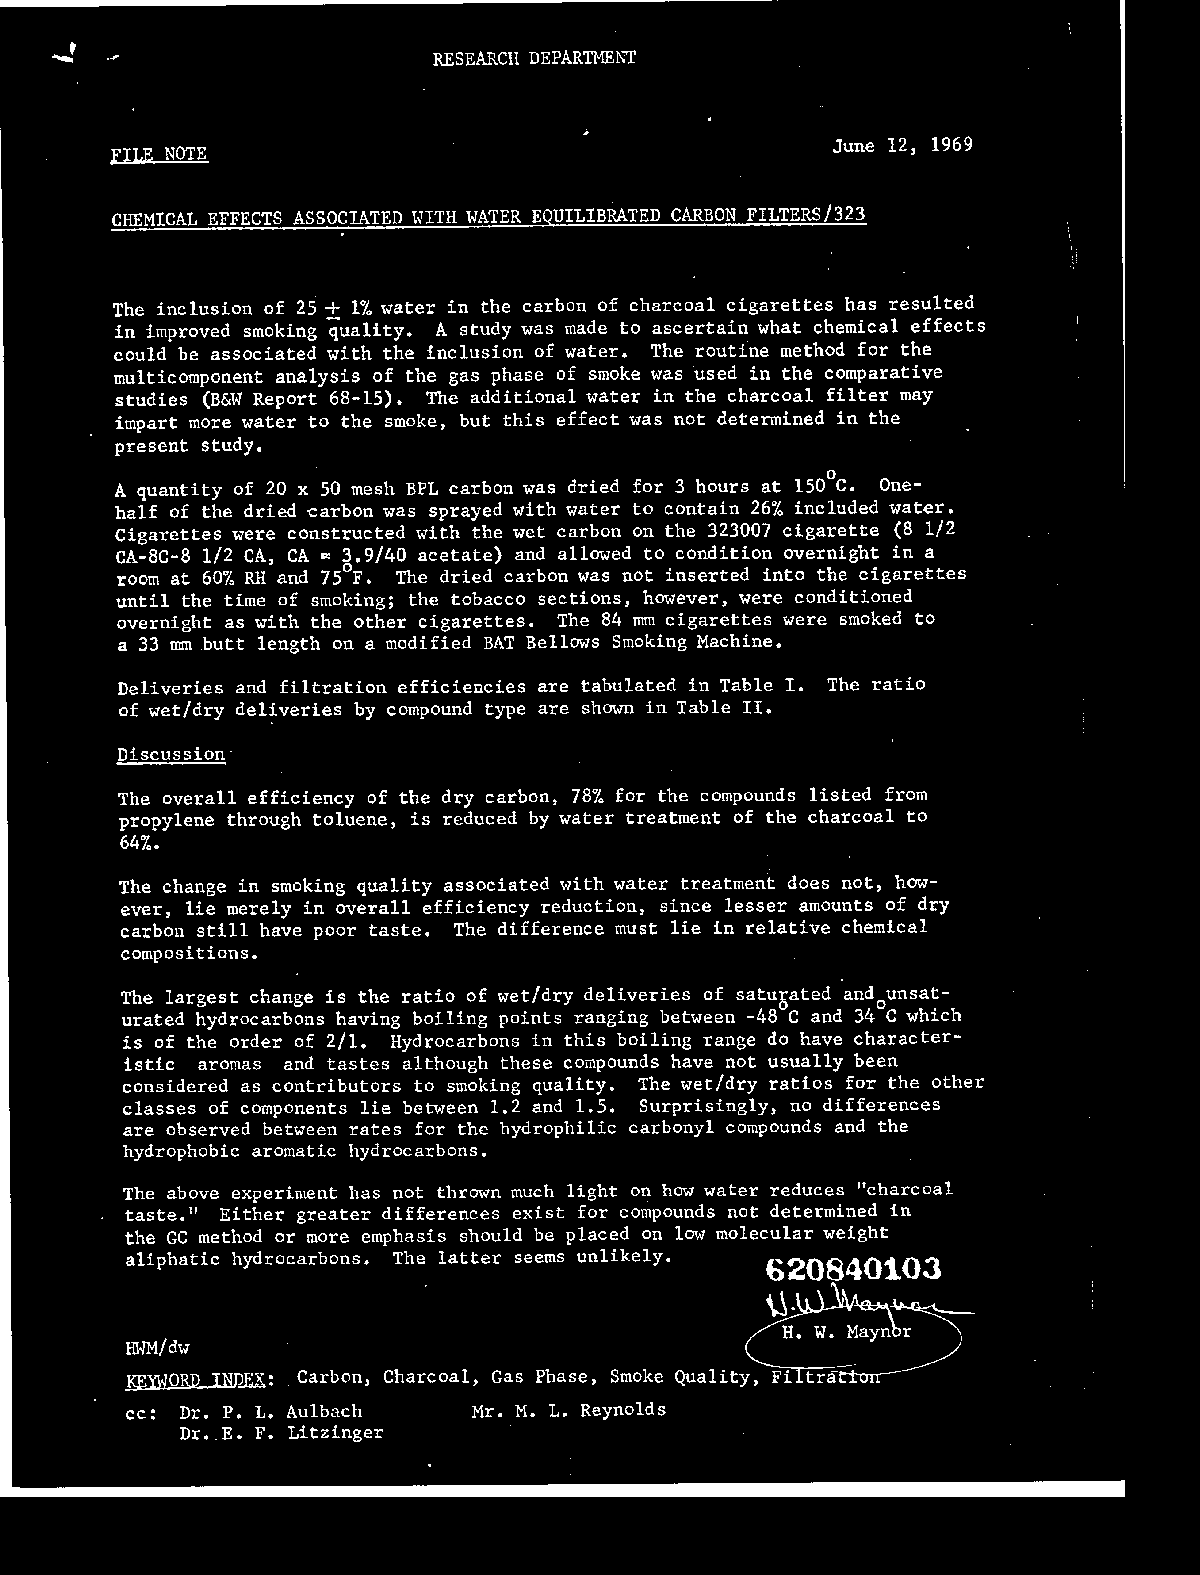 RESEARCH DEPARTMENT
FILE NOTE
June 12, 1969
CHEMICAL EFFECTS ASSOCIATED WITH WATER EQUILIBRATED CARBON FILTERS/323
The inclusion of 25 ± 1% water in the carbon of charcoal cigarettes has resulted
in improved smoking quality. A study was made to ascertain what chemical effects
could be associated with the inclusion of water. The routine method for the
multicomponent analysis of the gas phase of smoke was used in the comparative
studies (B&W Report 68-15). The additional water in the charcoal filter may
impart more water to the smoke, but this effect was not determined in the
present study.
A quantity of 20 x 50 mesh BPL carbon was dried for 3 hours at 150°C. One-
half of the dried carbon was sprayed with water to contain 26% included water.
Cigarettes were constructed with the wet carbon on the 323007 cigarette (8 1/2
CA-8C-8 1/2 CA, CA = 3.9/40 acetate) and allowed to condition overnight in a
room at 60% RH and 75°F. The dried carbon was not inserted into the cigarettes
until the time of smoking; the tobacco sections, however, were conditioned
overnight as with the other cigarettes. The 84 mm cigarettes were smoked to
a 33 mm butt length on a modified BAT Bellows Smoking Machine.
Deliveries and filtration efficiencies are tabulated in Table I. The ratio
of wet/dry deliveries by compound type are shown in Table II.
Discussion
The overall efficiency of the dry carbon, 78% for the compounds listed from
propylene through toluene, is reduced by water treatment of the charcoal to
64%.
The change in smoking quality associated with water treatment does not, how-
ever, lie merely in overall efficiency reduction, since lesser amounts of dry
carbon still have poor taste. The difference must lie in relative chemical
compositions.
The largest change is the ratio of wet/dry deliveries of saturated and unsat-
urated hydrocarbons having boiling points ranging between -48°C and 34°C which
is of the order of 2/1. Hydrocarbons in this boiling range do have character-
istic aromas and tastes although these compounds have not usually been
considered as contributors to smoking quality. The wet/dry ratios for the other
classes of components lie between 1.2 and 1.5. Surprisingly, no differences
are observed between rates for the hydrophilic carbonyl compounds and the
hydrophobic aromatic hydrocarbons.
The above experiment has not thrown much light on how water reduces "charcoal
taste." Either greater differences exist for compounds not determined in
the GC method or more emphasis should be placed on low molecular weight
aliphatic hydrocarbons. The latter seems unlikely.
620840103
H.W. Maynor
H. W. Maynor
HWM/dw
KEYWORD INDEX: Carbon, Charcoal, Gas Phase, Smoke Quality, Filtration
cc: Dr. P. L. Aulbach Mr. M. L. Reynolds
Dr. E. F. Litzinger